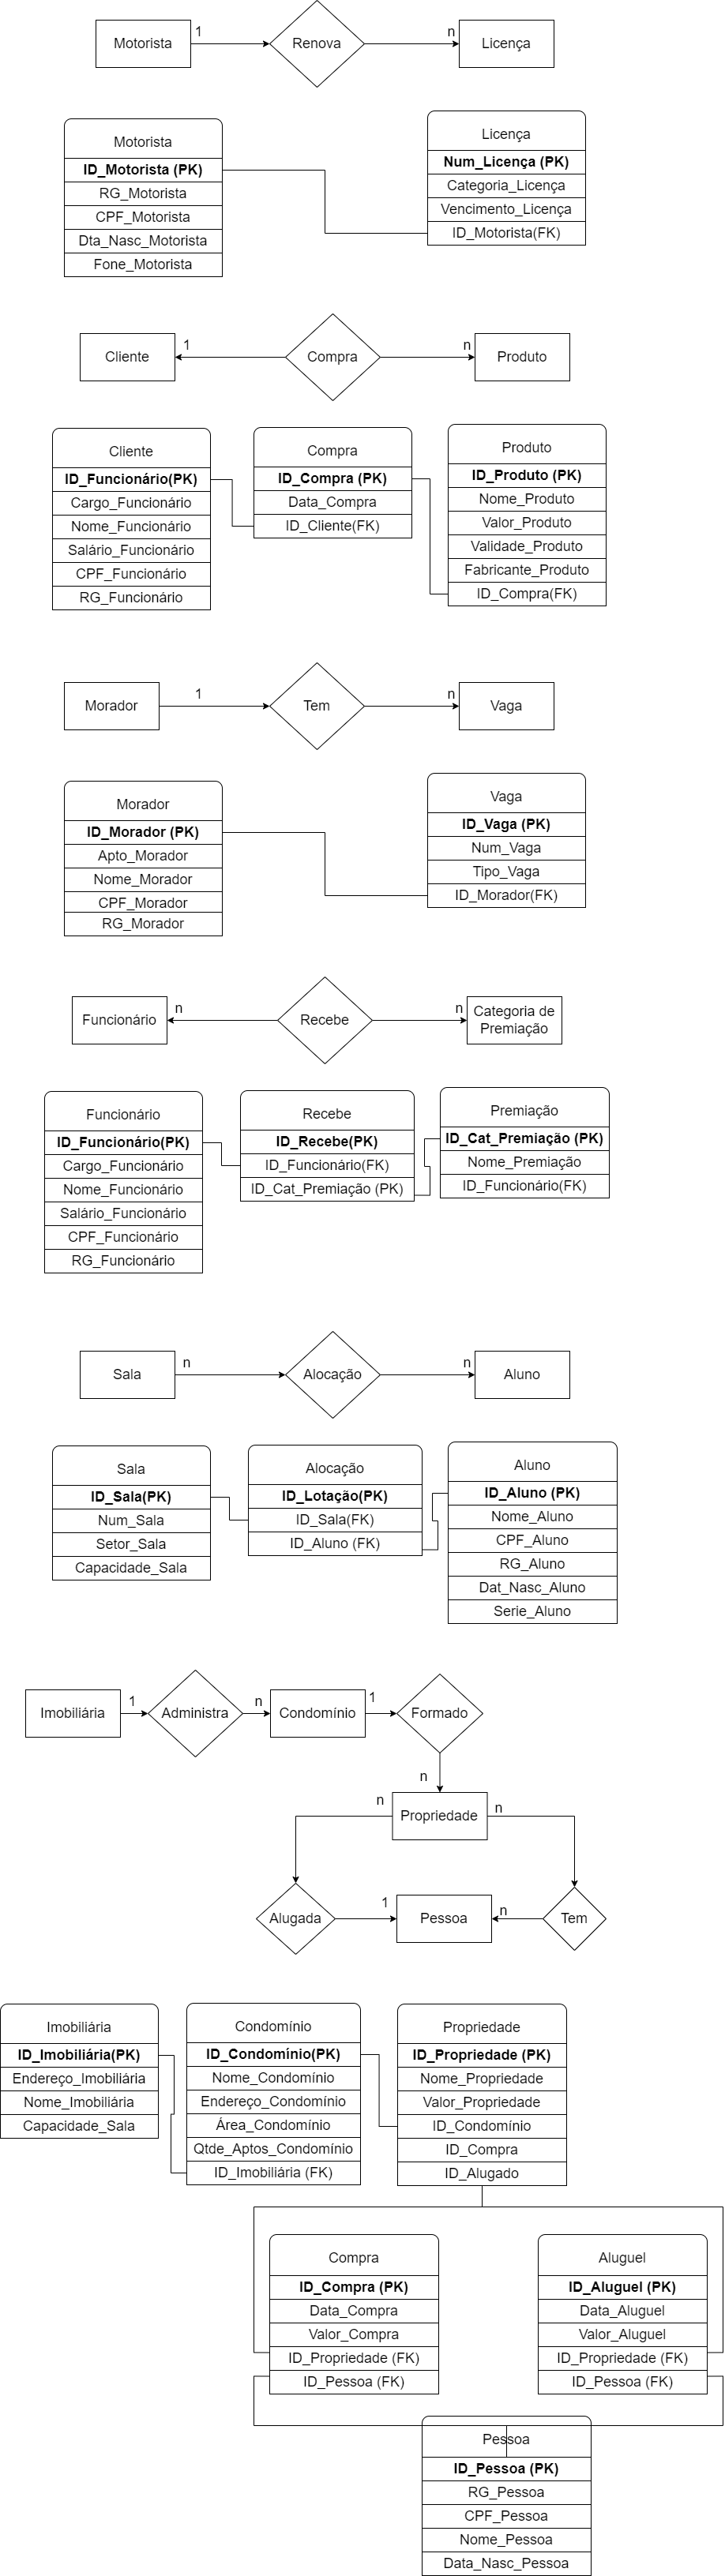 Motorista
1
Renova
n
Licença
Motorista
ID_Motorista (PK)
RG_Motorista
CPF_Motorista
Dta_Nasc_Motorista
Fone_Motorista
Licença
Num_Licença (PK)
Categoria_Licença
Vencimento_Licença
ID_Motorista(FK)
Cliente
1
Compra
n
Produto
Cliente
ID_Funcionário(PK)
Cargo_Funcionário
Nome_Funcionário
Salário_Funcionário
CPF_Funcionário
RG_Funcionário
Compra
ID_Compra (PK)
Data_Compra
ID_Cliente(FK)
Produto
ID_Produto (PK)
Nome_Produto
Valor_Produto
Validade_Produto
Fabricante_Produto
ID_Compra(FK)
Morador
1
Tem
n
Vaga
Morador
ID_Morador (PK)
Apto_Morador
Nome_Morador
CPF_Morador
RG_Morador
Vaga
ID_Vaga (PK)
Num_Vaga
Tipo_Vaga
ID_Morador(FK)
Funcionário
n
Recebe
n
Categoria de
Premiação
Funcionário
ID_Funcionário(PK)
Cargo_Funcionário
Nome_Funcionário
Salário_Funcionário
CPF_Funcionário
RG_Funcionário
Recebe
ID_Recebe(PK)
ID_Funcionário(FK)
ID_Cat_Premiação (PK)
Premiação
ID_Cat_Premiação (PK)
Nome_Premiação
ID_Funcionário(FK)
Sala
n
Alocação
n
Aluno
Sala
ID_Sala(PK)
Num_Sala
Setor_Sala
Capacidade_Sala
Alocação
ID_Lotação(PK)
ID_Sala(FK)
ID_Aluno (FK)
Aluno
ID_Aluno (PK)
Nome_Aluno
CPF_Aluno
RG_Aluno
Dat_Nasc_Aluno
Serie_Aluno
Imobiliária
1
Administra
n
Condomínio
1
Formado
n
n
Propriedade
n
Alugada
1
Pessoa
n
Tem
Imobiliária
ID_Imobiliária(PK)
Endereço_Imobiliária
Nome_Imobiliária
Capacidade_Sala
Condomínio
ID_Condomínio(PK)
Nome_Condomínio
Endereço_Condomínio
Área_Condomínio
Qtde_Aptos_Condomínio
ID_Imobiliária (FK)
Propriedade
ID_Propriedade (PK)
Nome_Propriedade
Valor_Propriedade
ID_Condomínio
ID_Compra
ID_Alugado
Compra
ID_Compra (PK)
Data_Compra
Valor_Compra
ID_Propriedade (FK)
ID_Pessoa (FK)
Aluguel
ID_Aluguel (PK)
Data_Aluguel
Valor_Aluguel
ID_Propriedade (FK)
ID_Pessoa (FK)
Pessoa
ID_Pessoa (PK)
RG_Pessoa
CPF_Pessoa
Nome_Pessoa
Data_Nasc_Pessoa